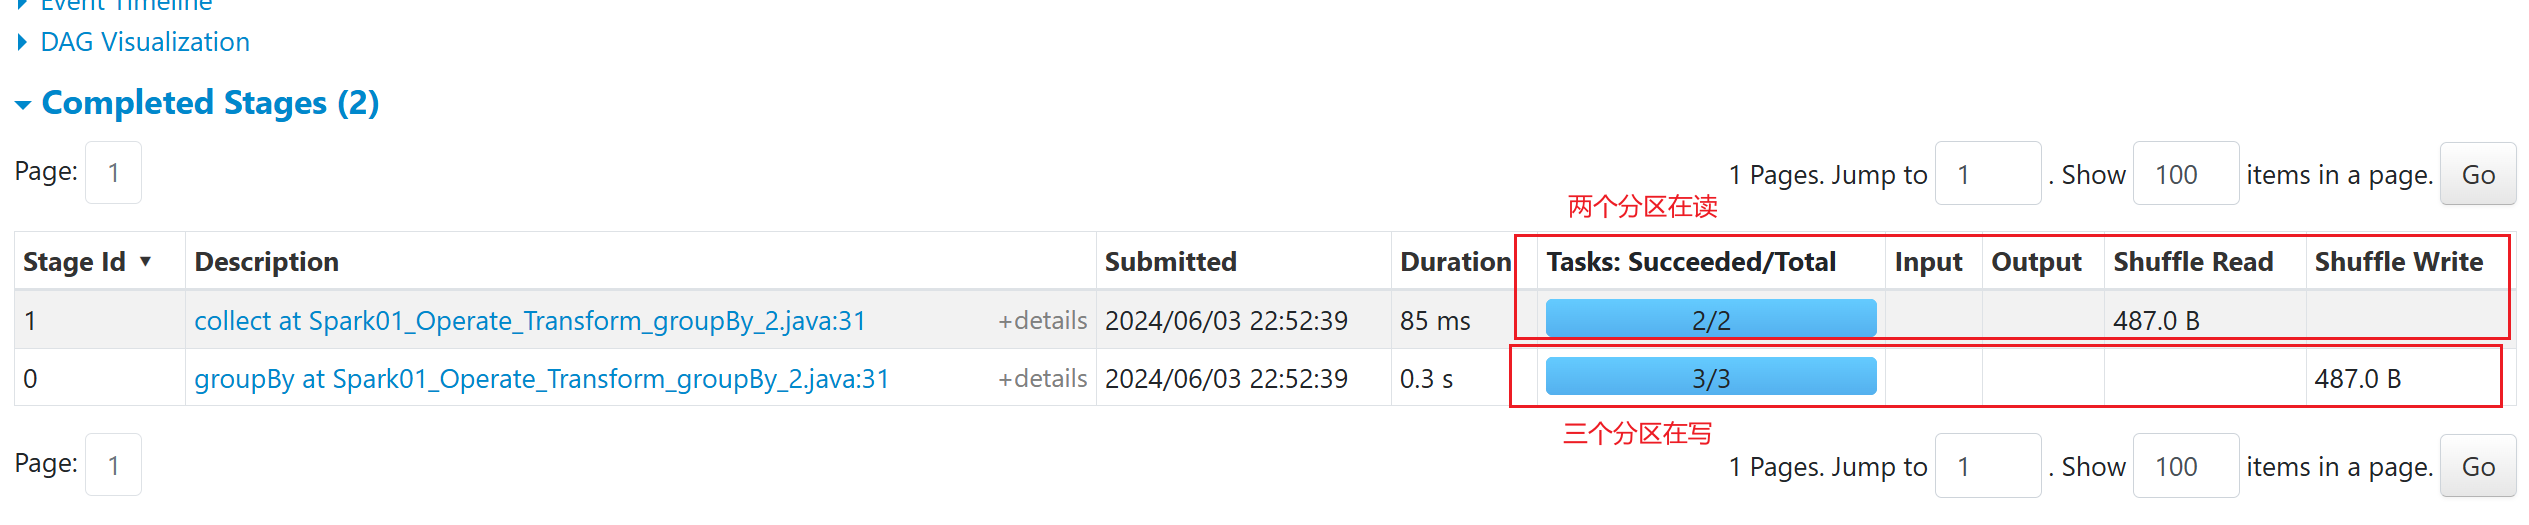 Event Timeline
DAG Visualization
Completed Stages (2)
Page: 1
1 Pages. Jump to 1 . Show 100 items in a page. Go
两个分区在读
Stage Id ▾ Description Submitted Duration Tasks: Succeeded/Total Input Output Shuffle Read Shuffle Write
1 collect at Spark01_Operate_Transform_groupBy_2.java:31 +details 2024/06/03 22:52:39 85 ms 2/2 487.0 B
0 groupBy at Spark01_Operate_Transform_groupBy_2.java:31 +details 2024/06/03 22:52:39 0.3 s 3/3 487.0 B
三个分区在写
Page: 1
1 Pages. Jump to 1 . Show 100 items in a page. Go